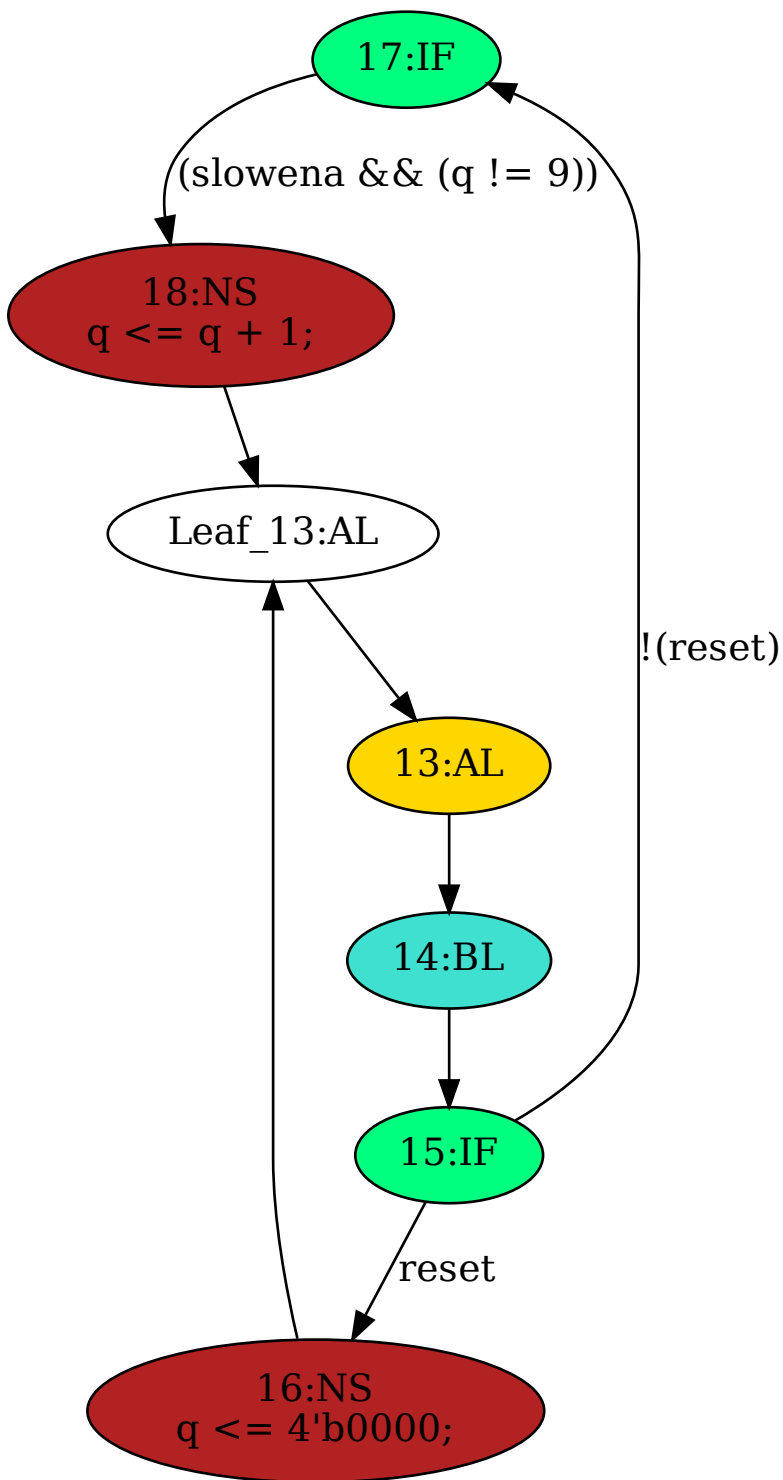 17:IF
(slowena && (q != 9))
18:NS
q <= q + 1;
Leaf_13:AL
!(reset)
13:AL
14:BL
15:IF
reset
16:NS
q <= 4'b0000;